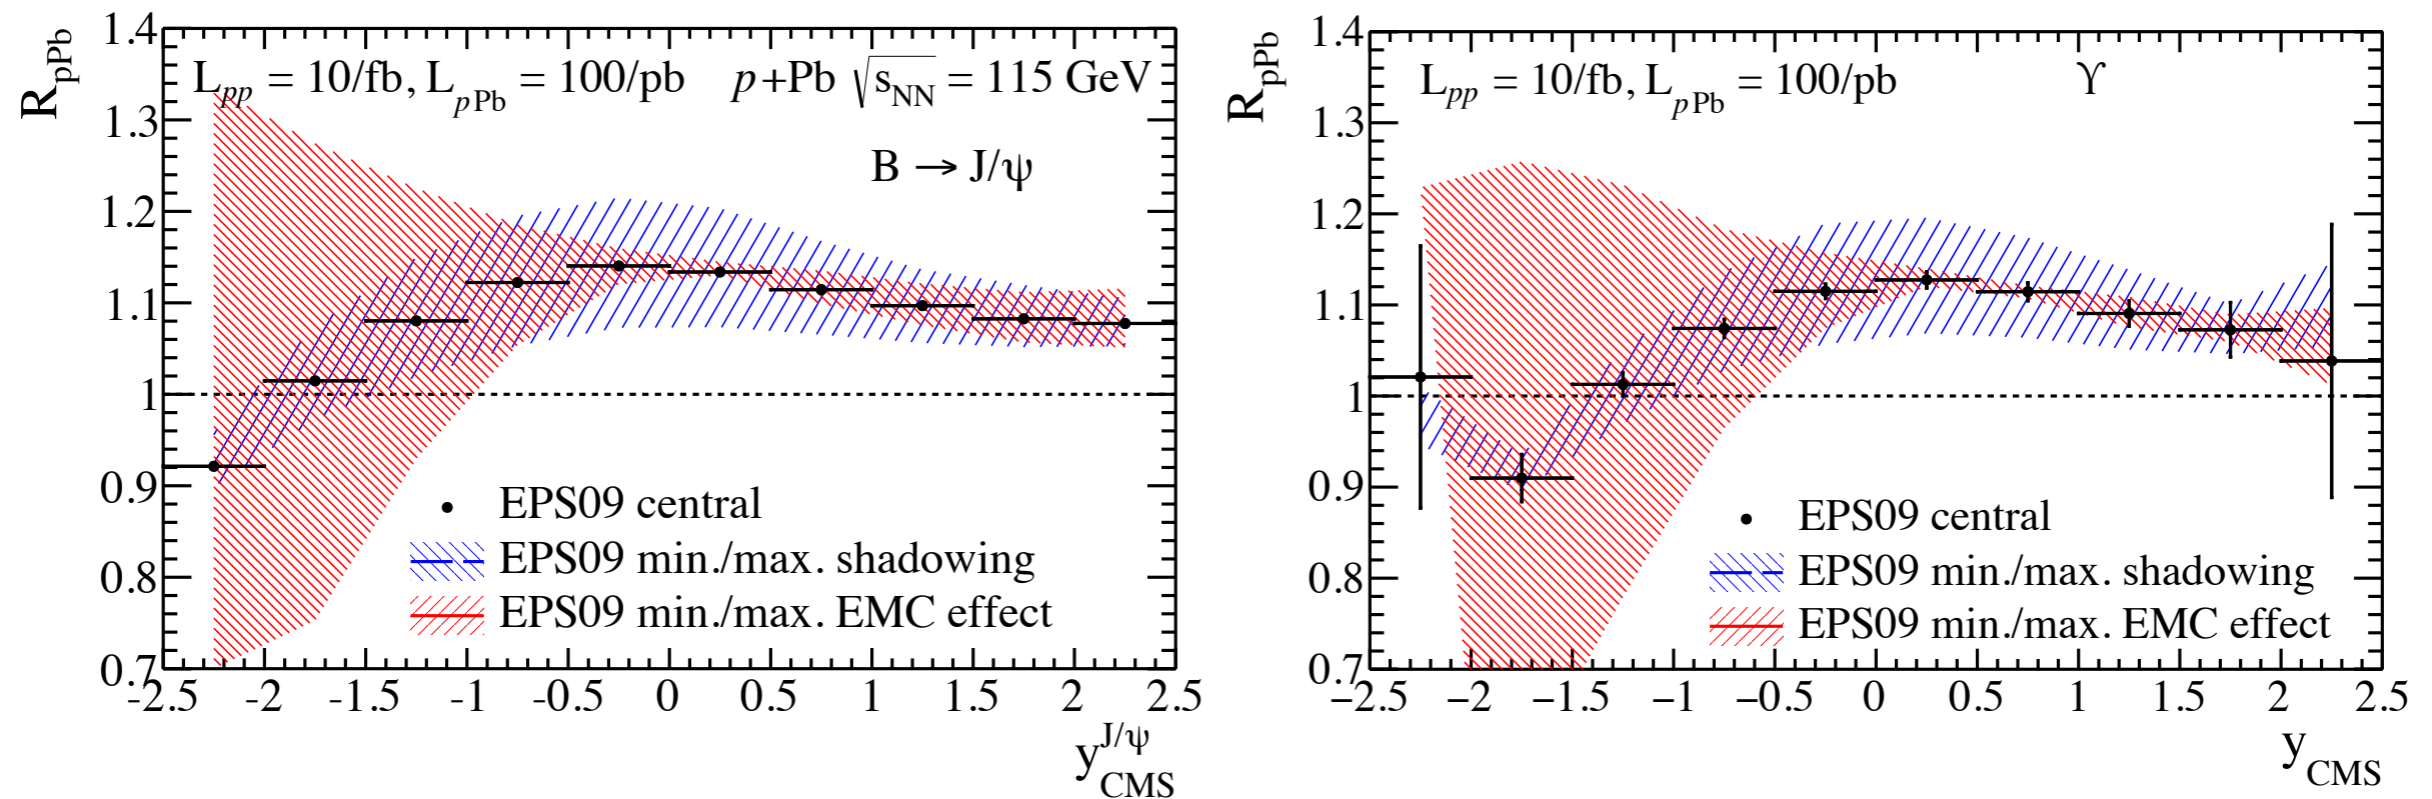 R_pPb
1.4
1.3
1.2
1.1
1
0.9
0.8
0.7
L_pp = 10/fb, L_pPb = 100/pb p+Pb √s_NN = 115 GeV
B → J/ψ
EPS09 central
EPS09 min./max. shadowing
EPS09 min./max. EMC effect
-2.5 -2 -1.5 -1 -0.5 0 0.5 1 1.5 2 2.5
y^J/ψ_CMS
R_pPb
1.4
1.3
1.2
1.1
1
0.9
0.8
0.7
L_pp = 10/fb, L_pPb = 100/pb ϒ
EPS09 central
EPS09 min./max. shadowing
EPS09 min./max. EMC effect
−2.5 −2 −1.5 −1 −0.5 0 0.5 1 1.5 2 2.5
y_CMS